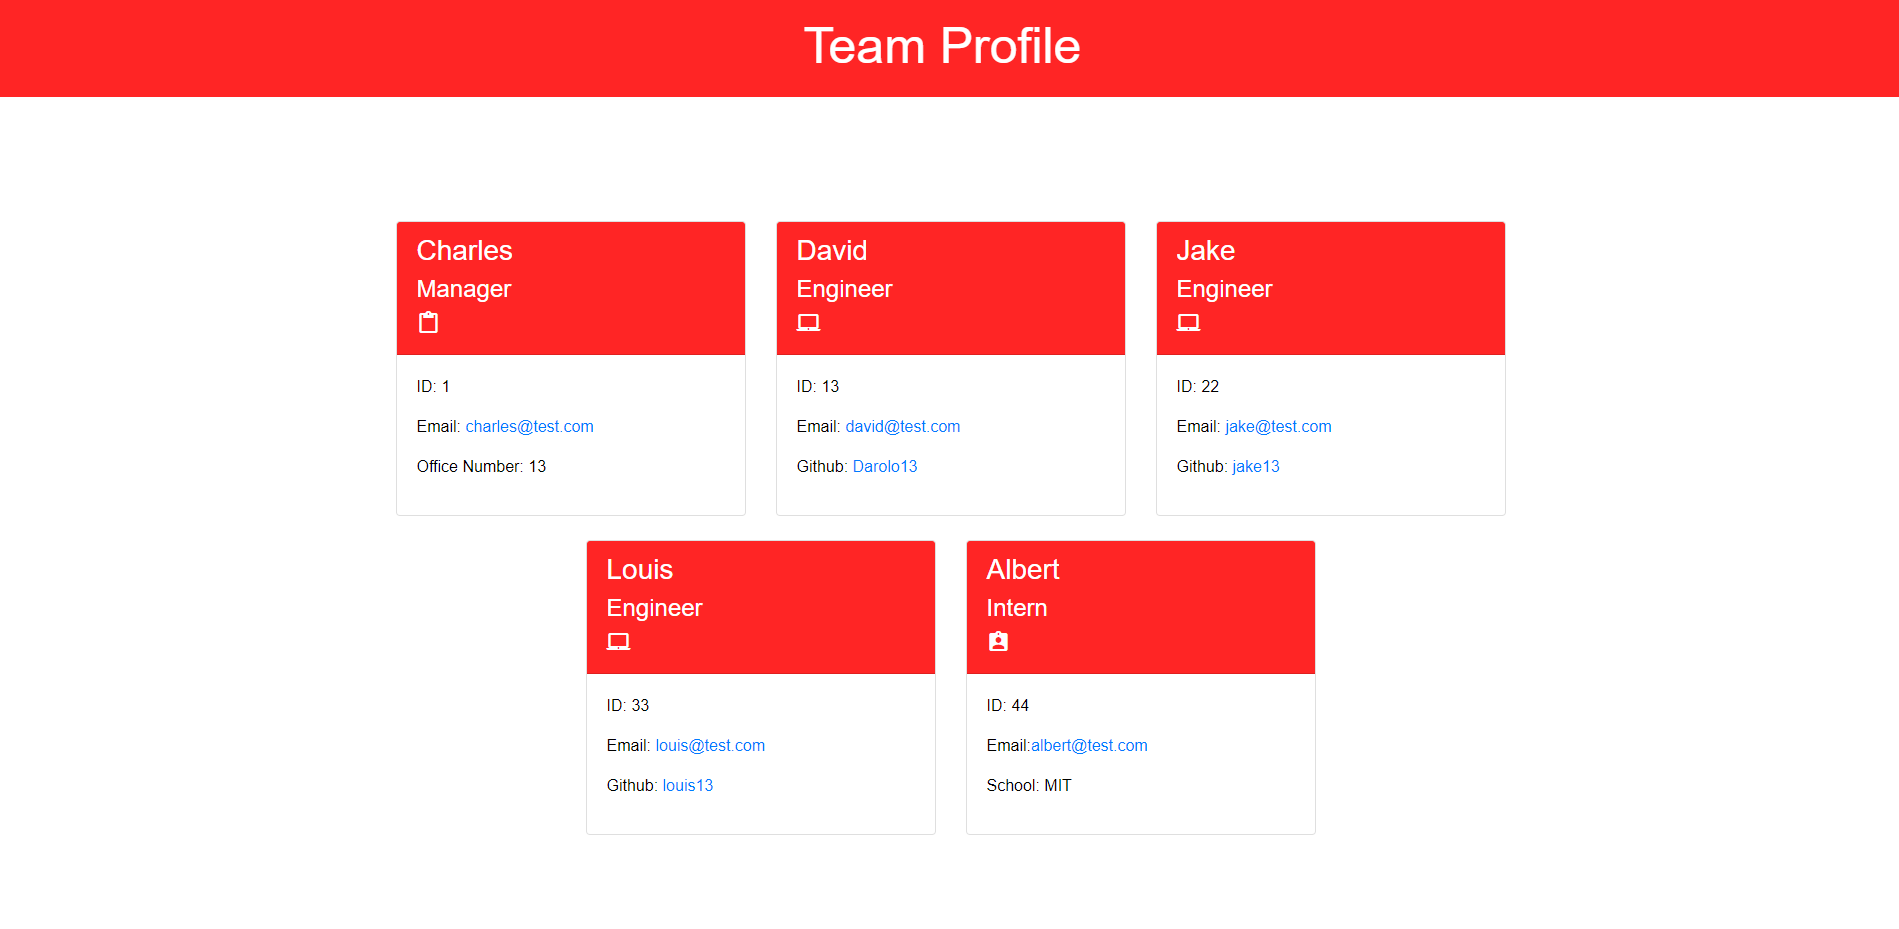 Team Profile
Charles
Manager
ID: 1
Email: charles@test.com
Office Number: 13
David
Engineer
ID: 13
Email: david@test.com
Github: Darolo13
Jake
Engineer
ID: 22
Email: jake@test.com
Github: jake13
Louis
Engineer
ID: 33
Email: louis@test.com
Github: louis13
Albert
Intern
ID: 44
Email:albert@test.com
School: MIT